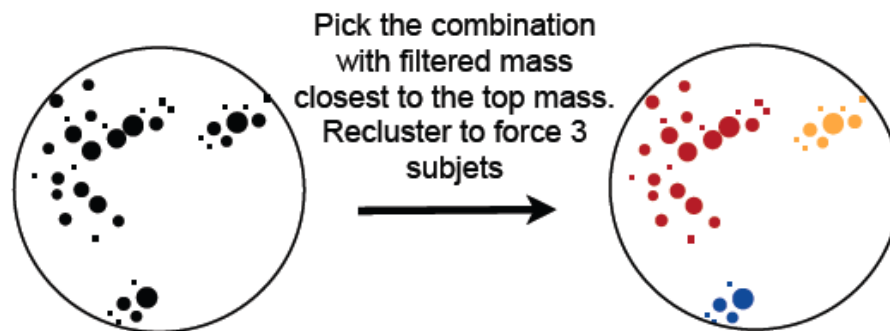 Pick the combination
with filtered mass
closest to the top mass.
Recluster to force 3
subjets